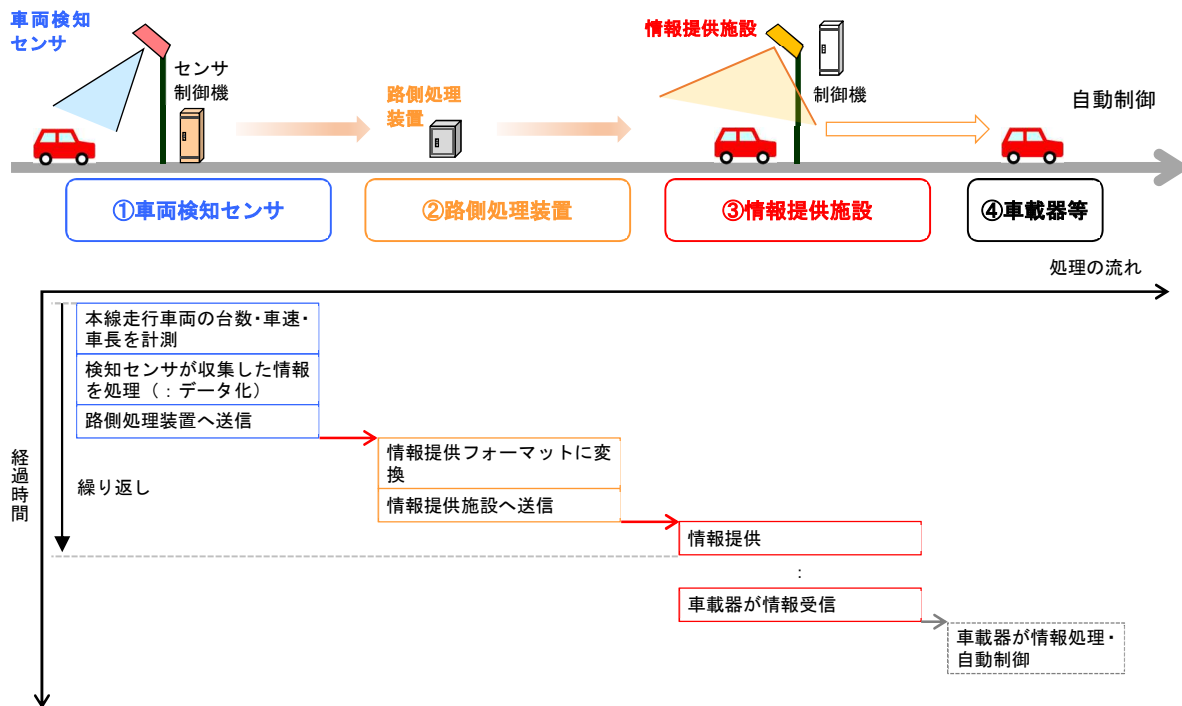 車両検知
センサ
センサ
制御機
路側処理
装置
情報提供施設
制御機
自動制御
①車両検知センサ
②路側処理装置
③情報提供施設
④車載器等
処理の流れ
経過時間
本線走行車両の台数・車速・
車長を計測
検知センサが収集した情報
を処理（：データ化）
路側処理装置へ送信
繰り返し
情報提供フォーマットに変
換
情報提供施設へ送信
情報提供
：
車載器が情報受信
車載器が情報処理・
自動制御